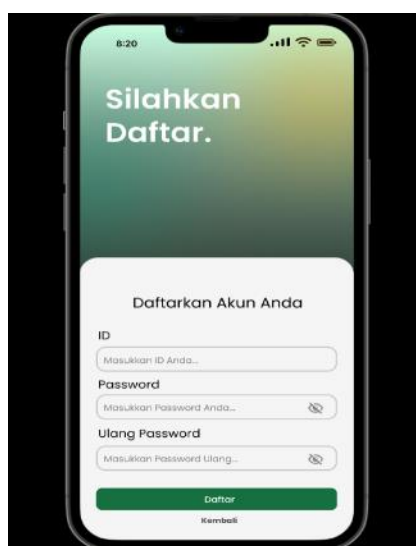 8:20
Silahkan
Daftar.
Daftarkan Akun Anda
ID
Masukkan ID Anda...
Password
Masukkan Password Anda...
Ulang Password
Masukkan Password Ulang...
Daftar
Kembali